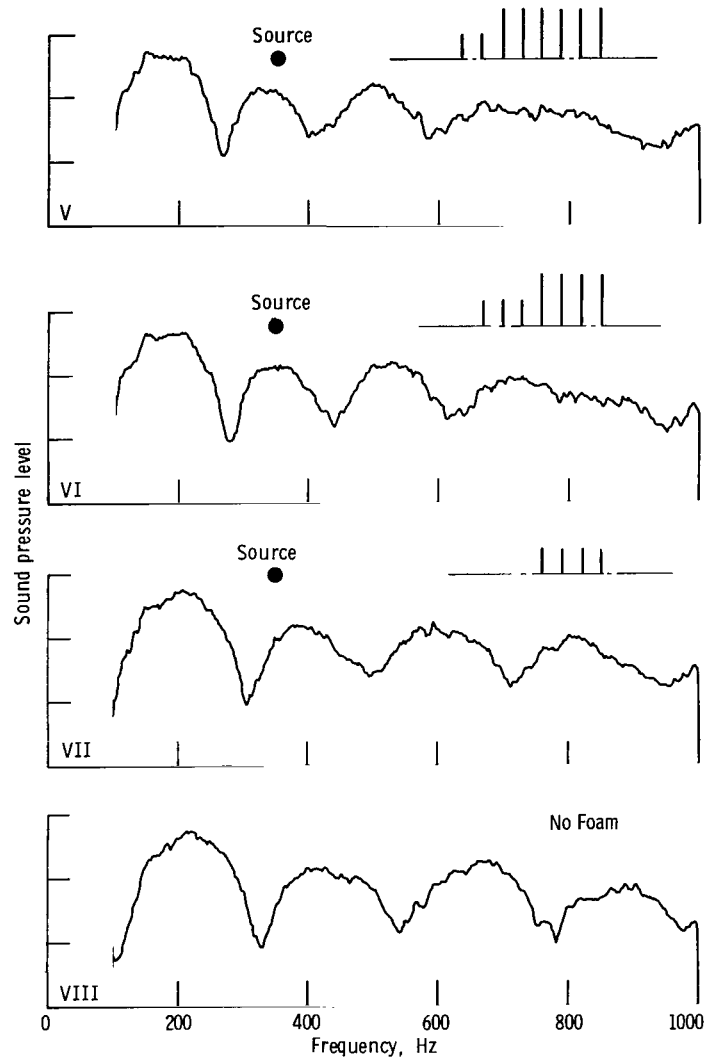 Source
V
Source
VI
Sound pressure level
Source
VII
No Foam
VIII
0 200 400 600 800 1000
Frequency, Hz